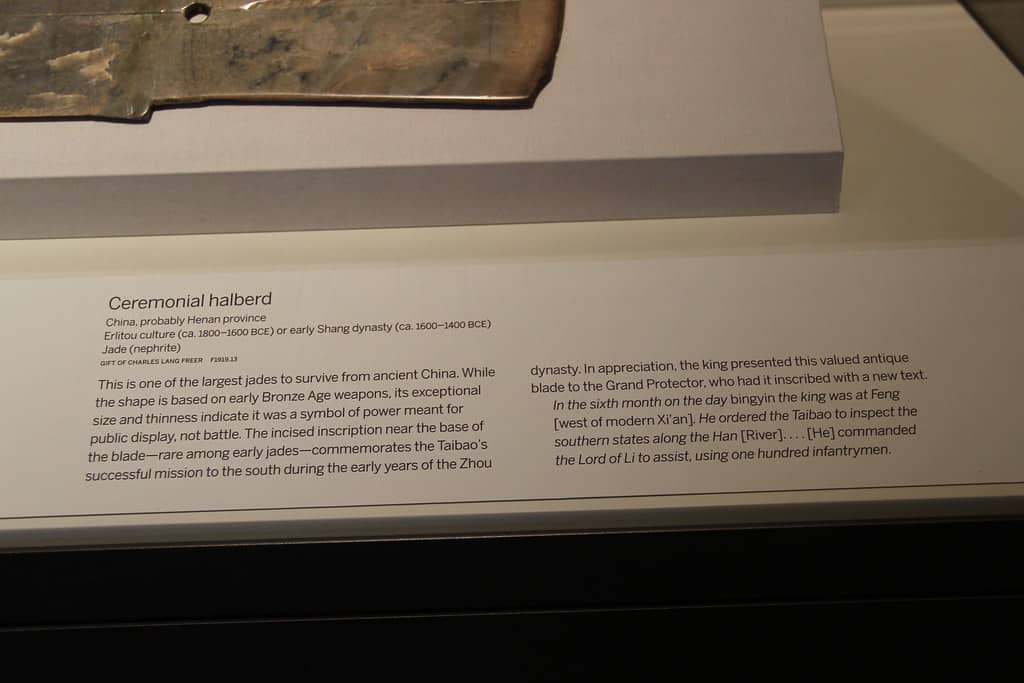 Ceremonial halberd
China, probably Henan province
Erlitou culture (ca. 1800–1600 BCE) or early Shang dynasty (ca. 1600–1400 BCE)
Jade (nephrite)
GIFT OF CHARLES LANG FREER F1919.13
This is one of the largest jades to survive from ancient China. While
the shape is based on early Bronze Age weapons, its exceptional
size and thinness indicate it was a symbol of power meant for
public display, not battle. The incised inscription near the base of
the blade—rare among early jades—commemorates the Taibao's
successful mission to the south during the early years of the Zhou
dynasty. In appreciation, the king presented this valued antique
blade to the Grand Protector, who had it inscribed with a new text.
In the sixth month on the day bingyin the king was at Feng
[west of modern Xi'an]. He ordered the Taibao to inspect the
southern states along the Han [River]. . . . [He] commanded
the Lord of Li to assist, using one hundred infantrymen.